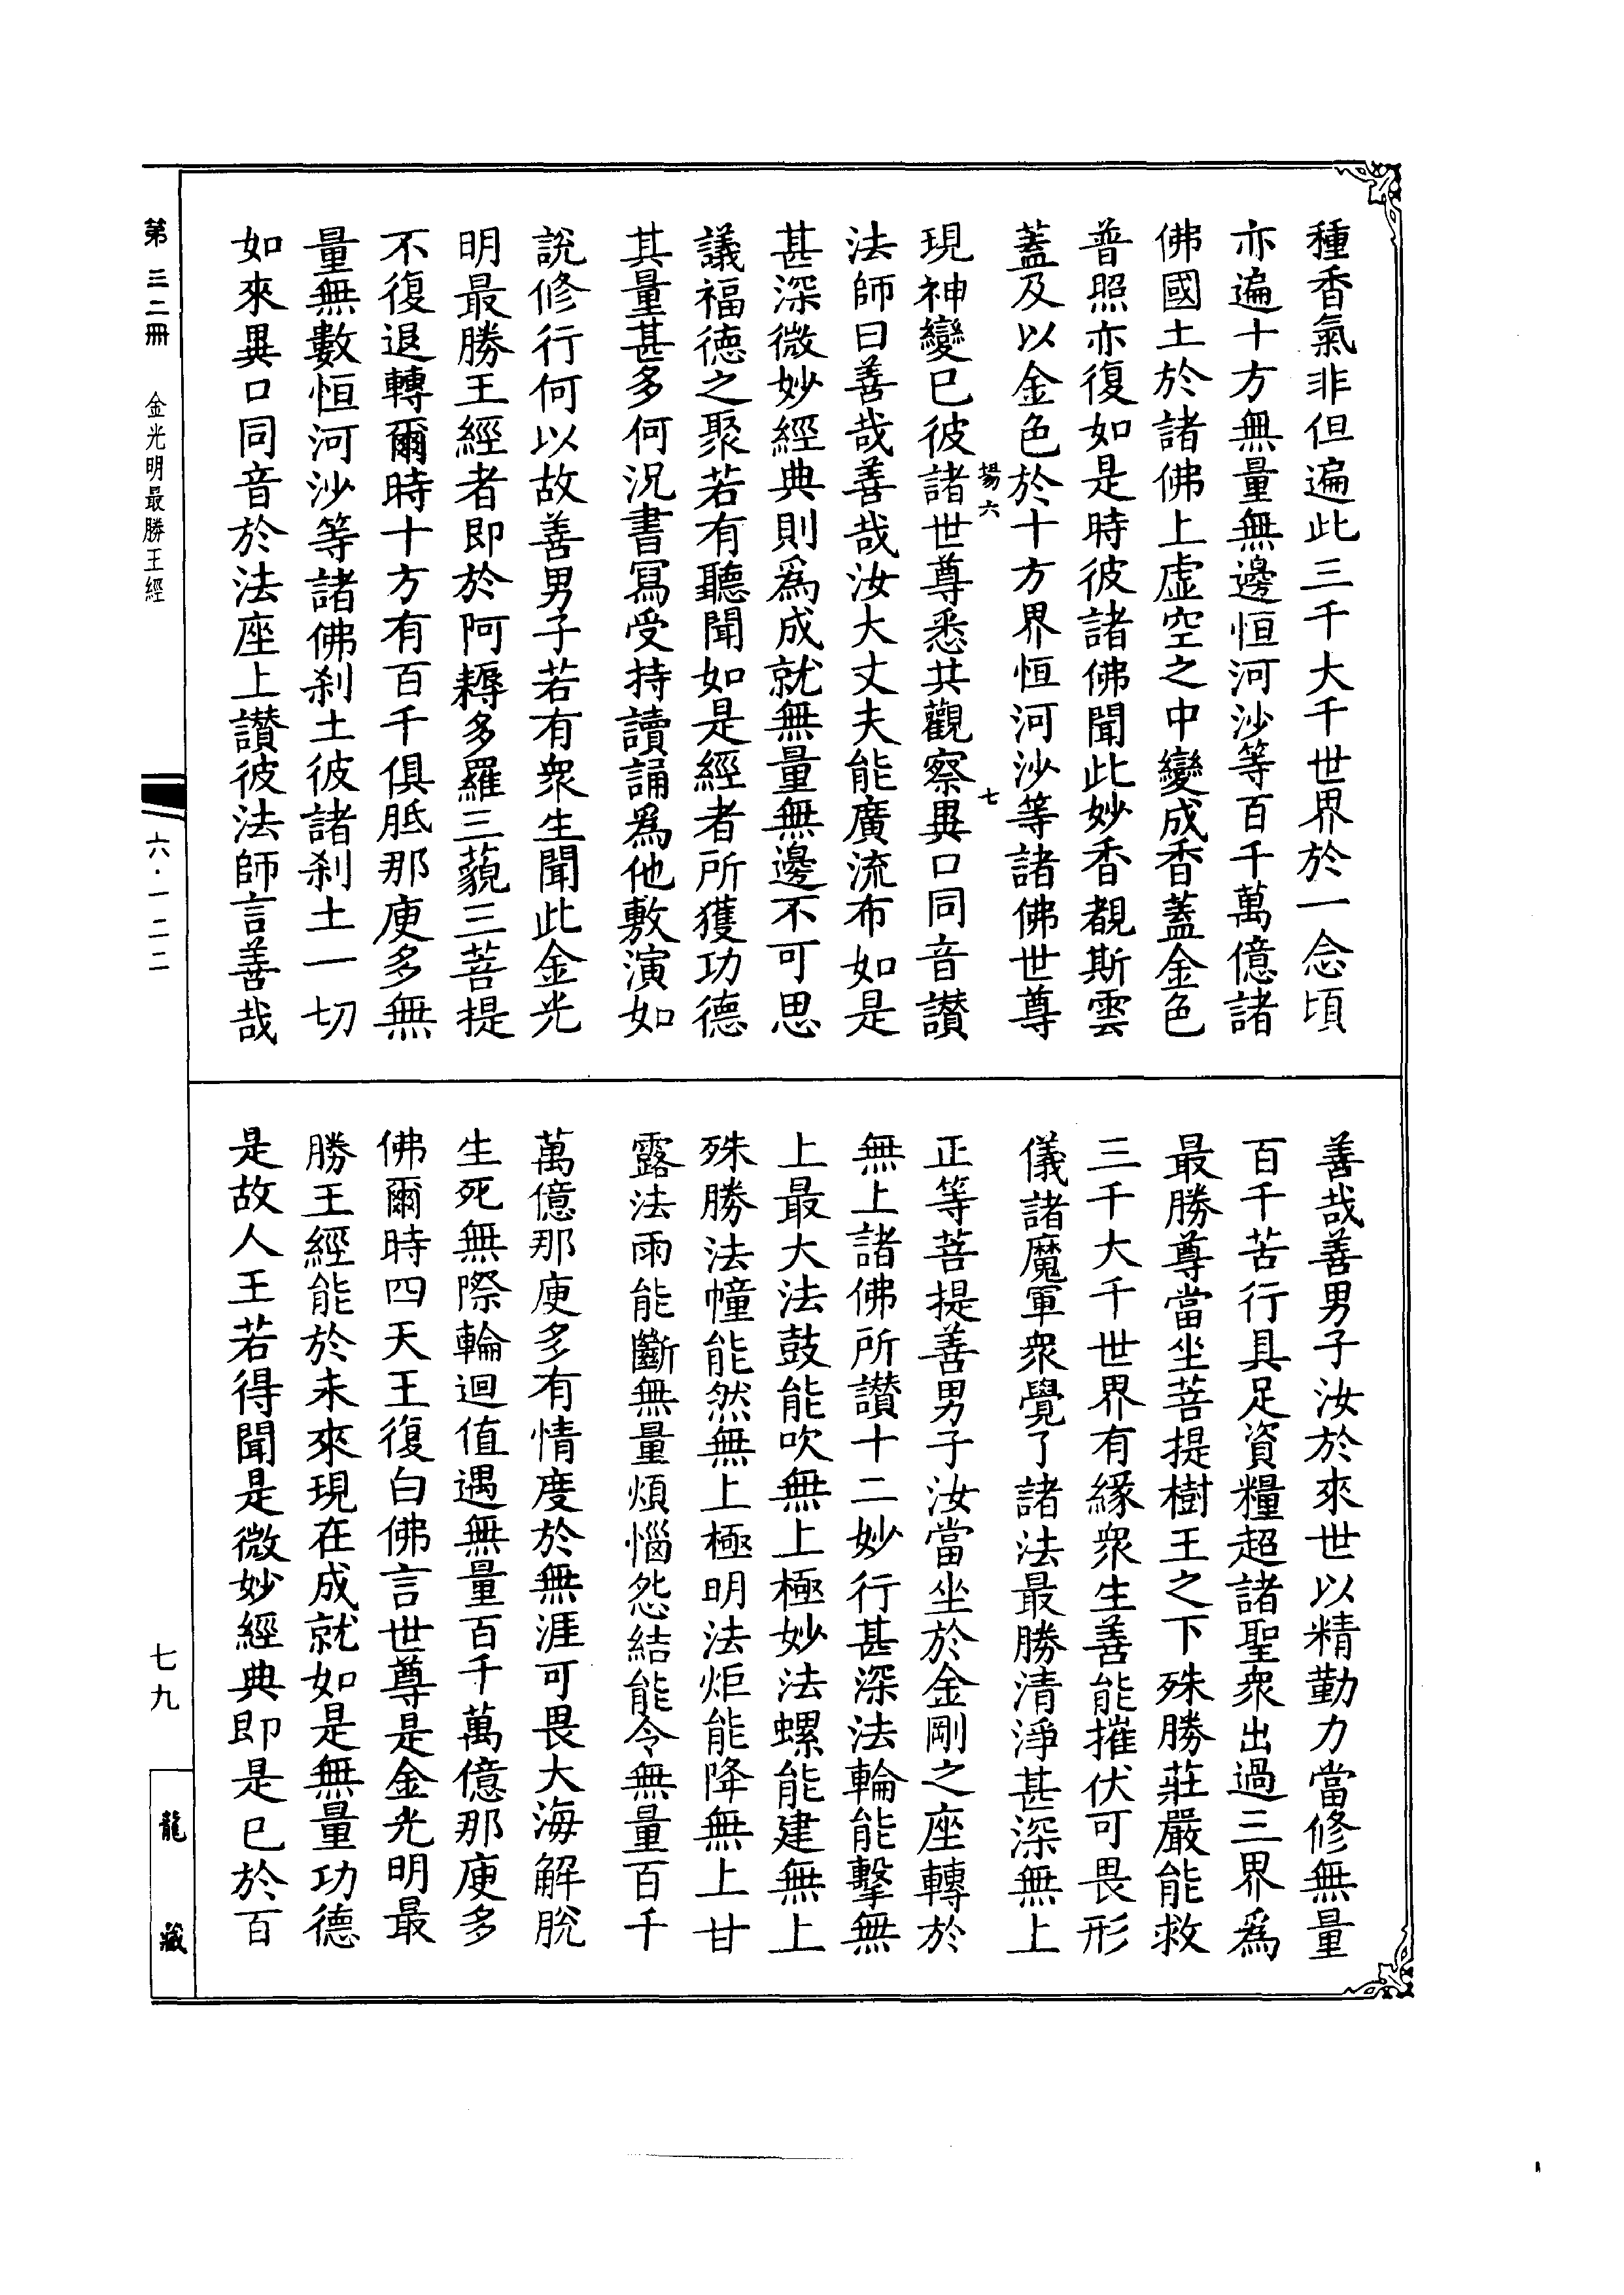 種香氣非但遍此三千大千世界於一念頃
亦遍十方無量無邊恒河沙等百千萬億諸
佛國土於諸佛上虛空之中變成香蓋金色
普照亦復如是時彼諸佛聞此妙香覩斯雲
蓋及以金色於十方界恒河沙等諸佛世尊
揚六 七
現神變已彼諸世尊悉共觀察異口同音讚
法師曰善哉善哉汝大丈夫能廣流布如是
甚深微妙經典則爲成就無量無邊不可思
議福德之聚若有聽聞如是經者所獲功德
其量甚多何況書寫受持讀誦爲他敷演如
說修行何以故善男子若有衆生聞此金光
明最勝王經者即於阿耨多羅三藐三菩提
不復退轉爾時十方有百千俱胝那庾多無
量無數恒河沙等諸佛剎土彼諸剎土一切
如來異口同音於法座上讚彼法師言善哉
善哉善男子汝於來世以精勤力當修無量
百千苦行具足資糧超諸聖衆出過三界爲
最勝尊當坐菩提樹王之下殊勝莊嚴能救
三千大千世界有緣衆生善能摧伏可畏形
儀諸魔軍衆覺了諸法最勝清淨甚深無上
正等菩提善男子汝當坐於金剛之座轉於
無上諸佛所讚十二妙行甚深法輪能擊無
上最大法鼓能吹無上極妙法螺能建無上
殊勝法幢能然無上極明法炬能降無上甘
露法雨能斷無量煩惱怨結能令無量百千
萬億那庾多有情度於無涯可畏大海解脫
生死無際輪迴值遇無量百千萬億那庾多
佛爾時四天王復白佛言世尊是金光明最
勝王經能於未來現在成就如是無量功德
是故人王若得聞是微妙經典即是已於百
第三二冊 金光明最勝王經
六·一二二
七九
龍藏